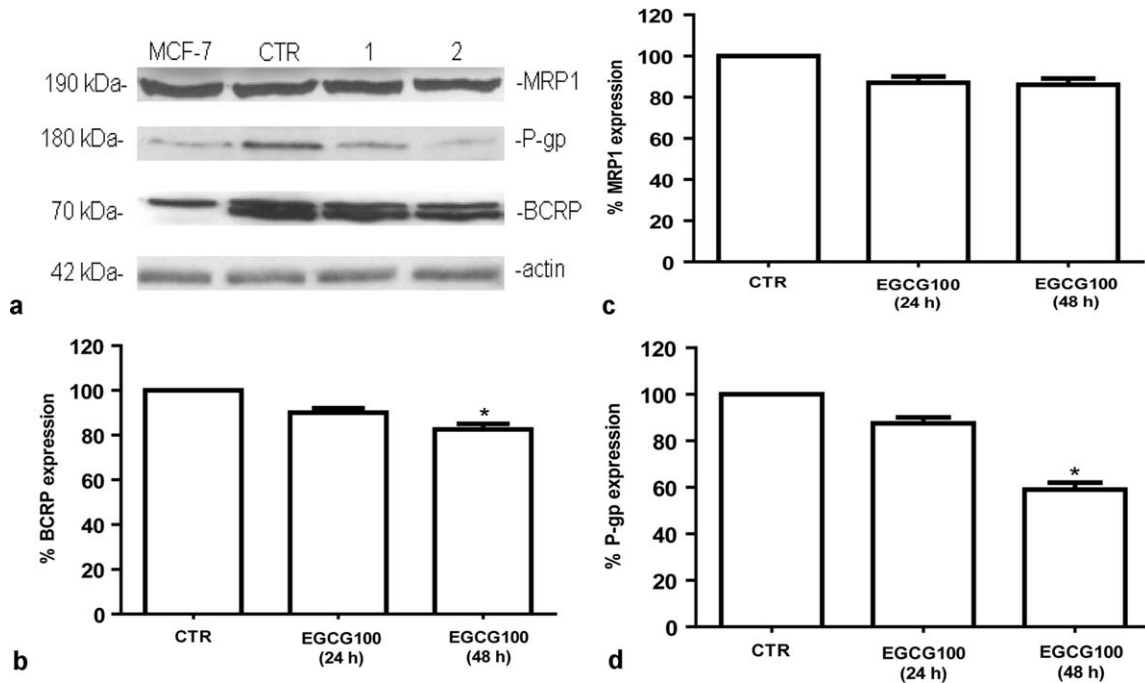 MCF-7 CTR 1 2
190 kDa- -MRP1
180 kDa- -P-gp
70 kDa- -BCRP
42 kDa- -actin
a
% MRP1 expression
120
100
80
60
40
20
0
CTR EGCG100 EGCG100
(24 h) (48 h)
c
% BCRP expression
120
100
80
60
40
20
0
*
CTR EGCG100 EGCG100
(24 h) (48 h)
b
% P-gp expression
120
100
80
60
40
20
0
*
CTR EGCG100 EGCG100
(24 h) (48 h)
d